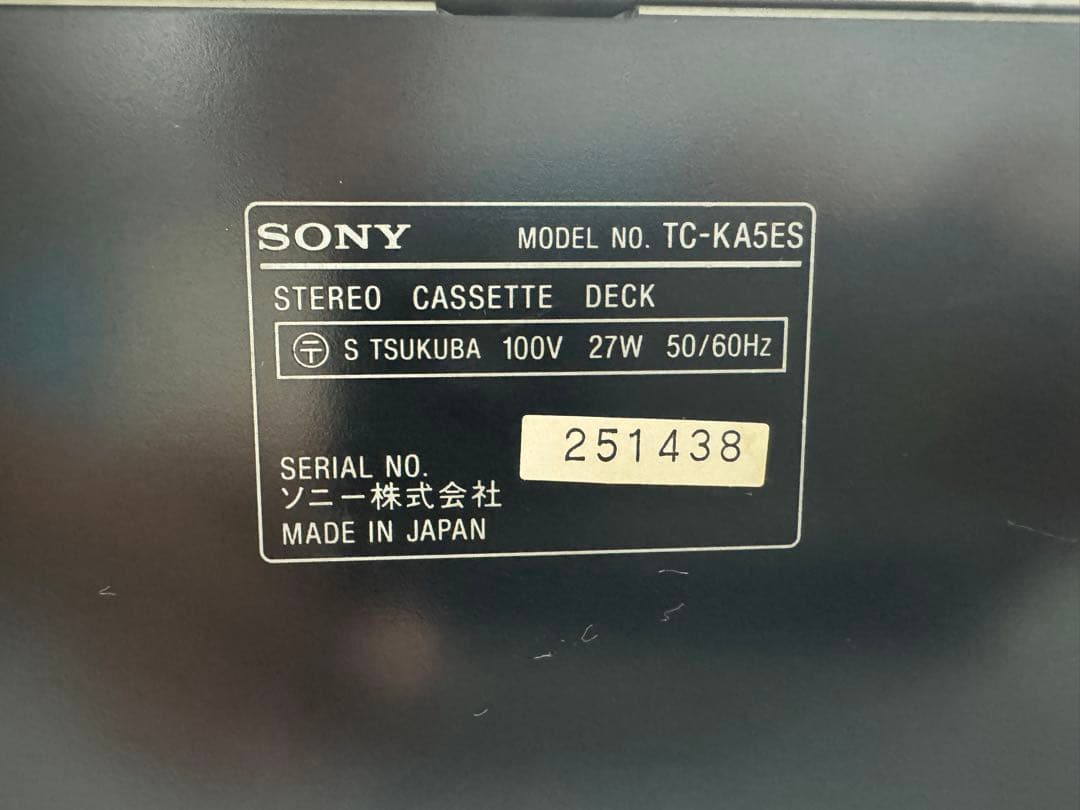 SONY MODEL NO. TC-KA5ES
STEREO CASSETTE DECK
〒 S TSUKUBA 100V 27W 50/60Hz
251438
SERIAL NO.
ソニー株式会社
MADE IN JAPAN